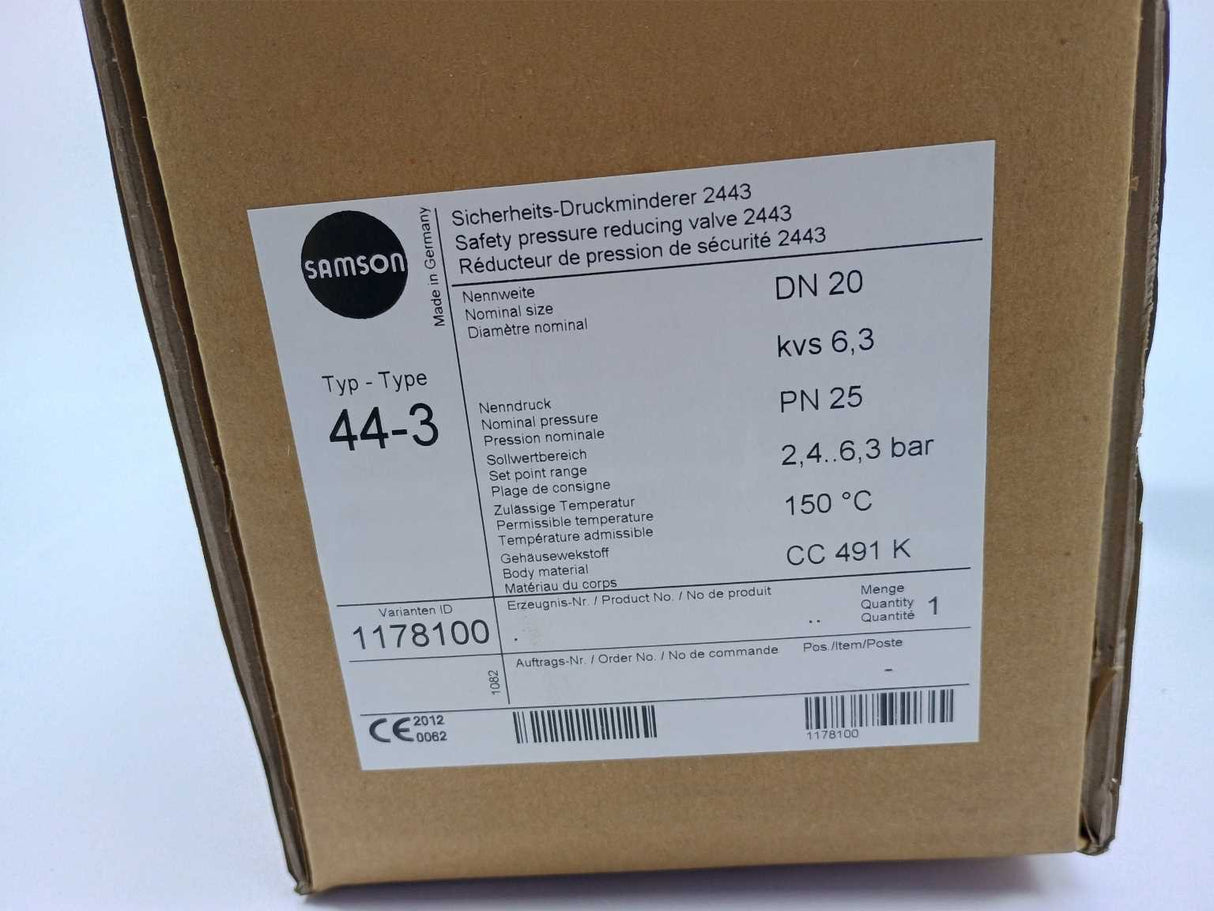 SAMSON
Made in Germany
Sicherheits-Druckminderer 2443
Safety pressure reducing valve 2443
Réducteur de pression de sécurité 2443
Typ - Type
44-3
Nennweite
Nominal size
Diamètre nominal
DN 20
kvs 6,3
Nenndruck
Nominal pressure
Pression nominale
PN 25
Sollwertbereich
Set point range
Plage de consigne
2,4..6,3 bar
Zulässige Temperatur
Permissible temperature
Température admissible
150 °C
Gehäusewekstoff
Body material
Matériau du corps
CC 491 K
Varianten ID
1178100
Erzeugnis-Nr. / Product No. / No de produit
.
..
Menge
Quantity
Quantité
1
1082
Auftrags-Nr. / Order No. / No de commande
Pos./Item/Poste
-
CE 2012
0062
1178100